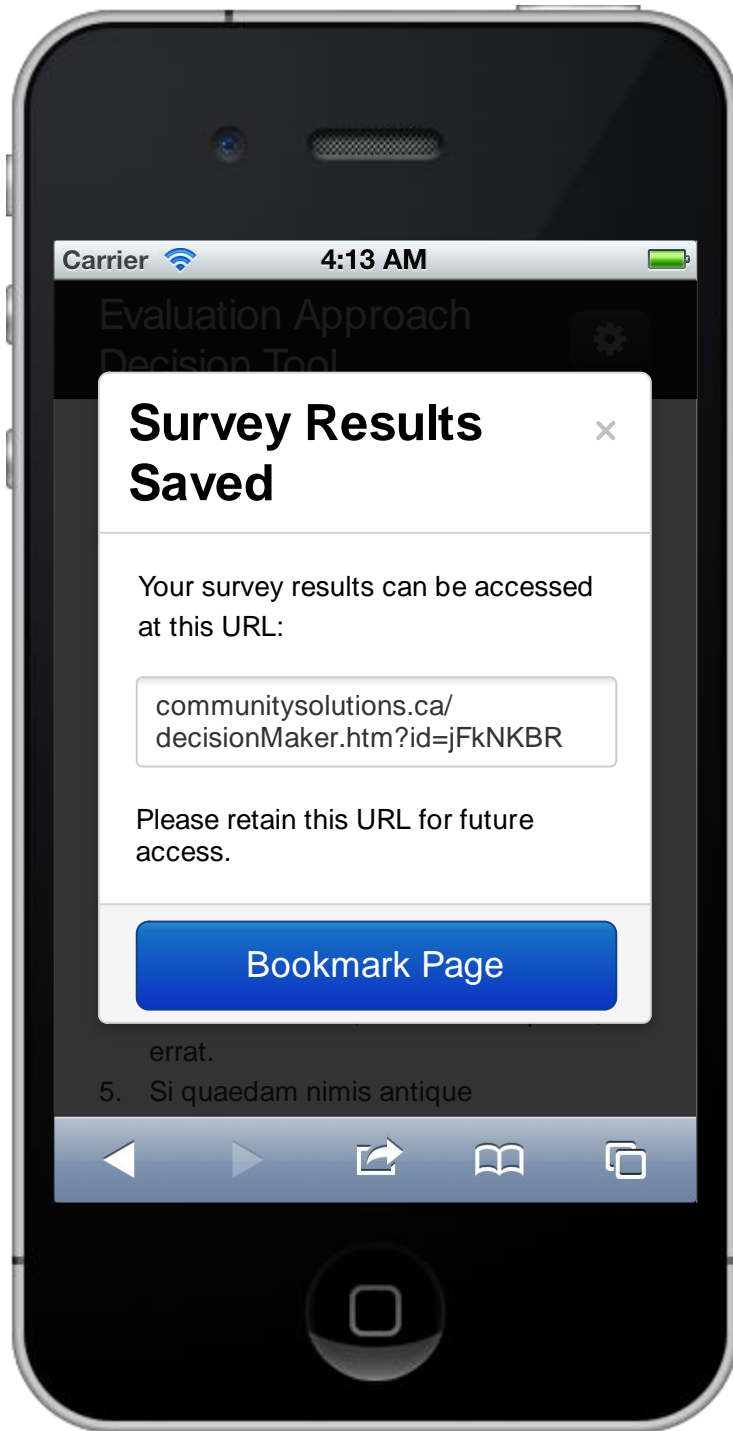 Carrier 4:13 AM
Evaluation Approach
Decision Tool
Survey Results
Saved
×
Your survey results can be accessed
at this URL:
communitysolutions.ca/
decisionMaker.htm?id=jFkNKBR
Please retain this URL for future
access.
Bookmark Page
errat.
5. Si quaedam nimis antique